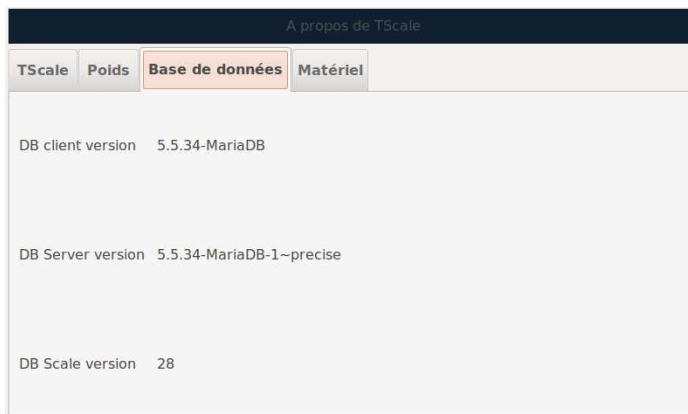 A propos de TScale
TScale Poids Base de données Matériel
DB client version 5.5.34-MariaDB
DB Server version 5.5.34-MariaDB-1~precise
DB Scale version 28